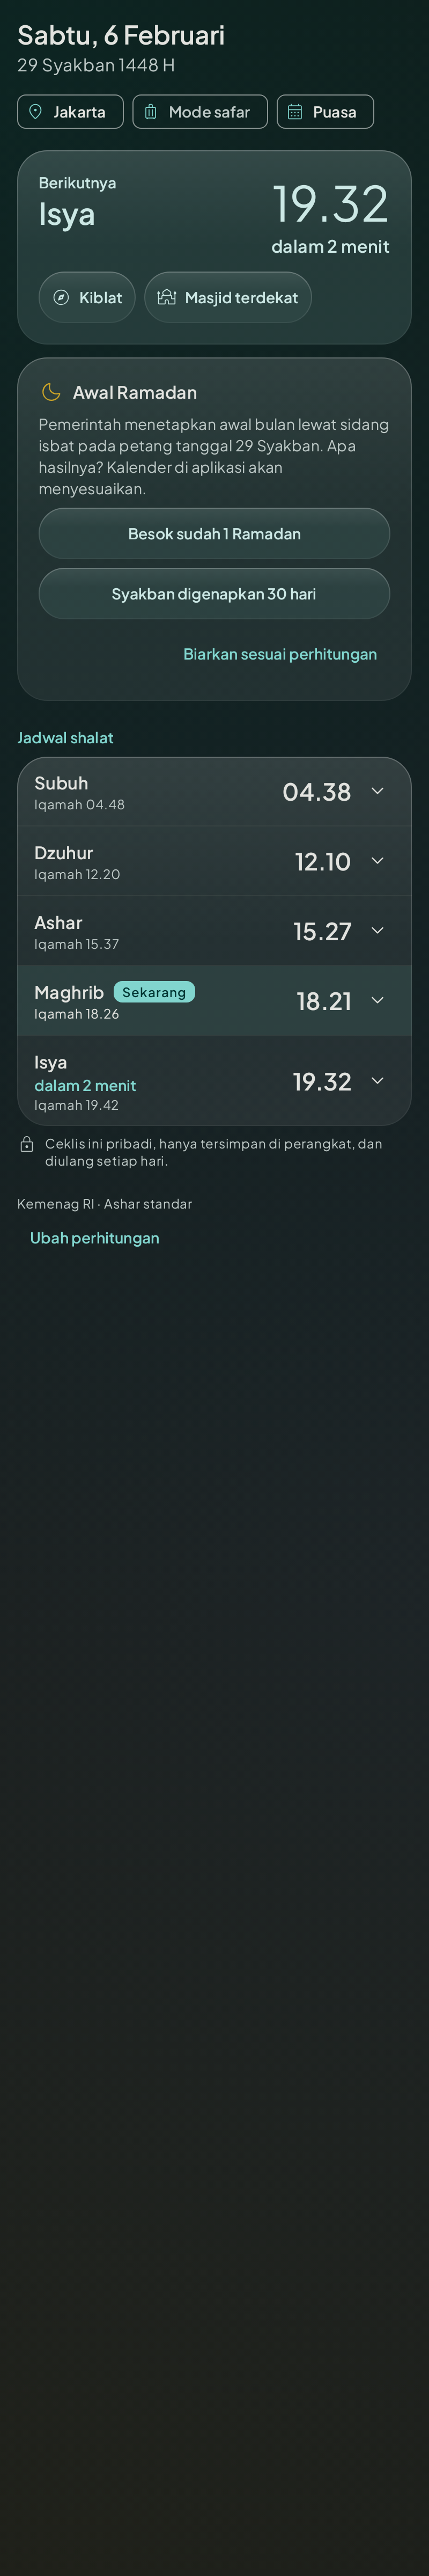 Sabtu, 6 Februari
29 Syakban 1448 H
Jakarta
Mode safar
Puasa
Berikutnya
Isya
19.32
dalam 2 menit
Kiblat
Masjid terdekat
Awal Ramadan
Pemerintah menetapkan awal bulan lewat sidang
isbat pada petang tanggal 29 Syakban. Apa
hasilnya? Kalender di aplikasi akan
menyesuaikan.
Besok sudah 1 Ramadan
Syakban digenapkan 30 hari
Biarkan sesuai perhitungan
Jadwal shalat
Subuh
Iqamah 04.48
04.38
Dzuhur
Iqamah 12.20
12.10
Ashar
Iqamah 15.37
15.27
Maghrib
Sekarang
Iqamah 18.26
18.21
Isya
dalam 2 menit
Iqamah 19.42
19.32
Ceklis ini pribadi, hanya tersimpan di perangkat, dan
diulang setiap hari.
Kemenag RI · Ashar standar
Ubah perhitungan